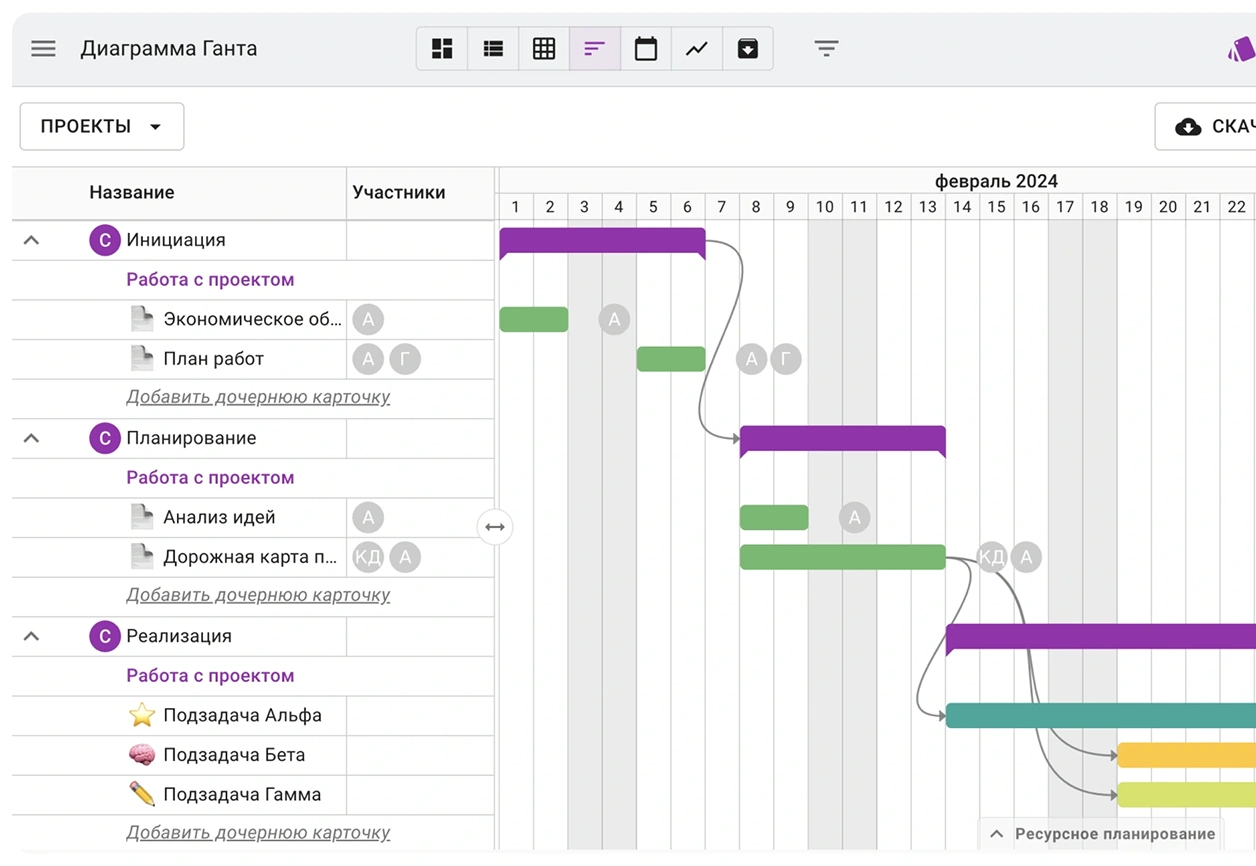 Диаграмма Ганта
ПРОЕКТЫ
СКАЧ
Название Участники
февраль 2024
1 2 3 4 5 6 7 8 9 10 11 12 13 14 15 16 17 18 19 20 21 22
С Инициация
Работа с проектом
Экономическое об... А А
План работ А Г А Г
Добавить дочернюю карточку
С Планирование
Работа с проектом
Анализ идей А А
Дорожная карта п... КД А КД А
Добавить дочернюю карточку
С Реализация
Работа с проектом
Подзадача Альфа
Подзадача Бета
Подзадача Гамма
Добавить дочернюю карточку
Ресурсное планирование